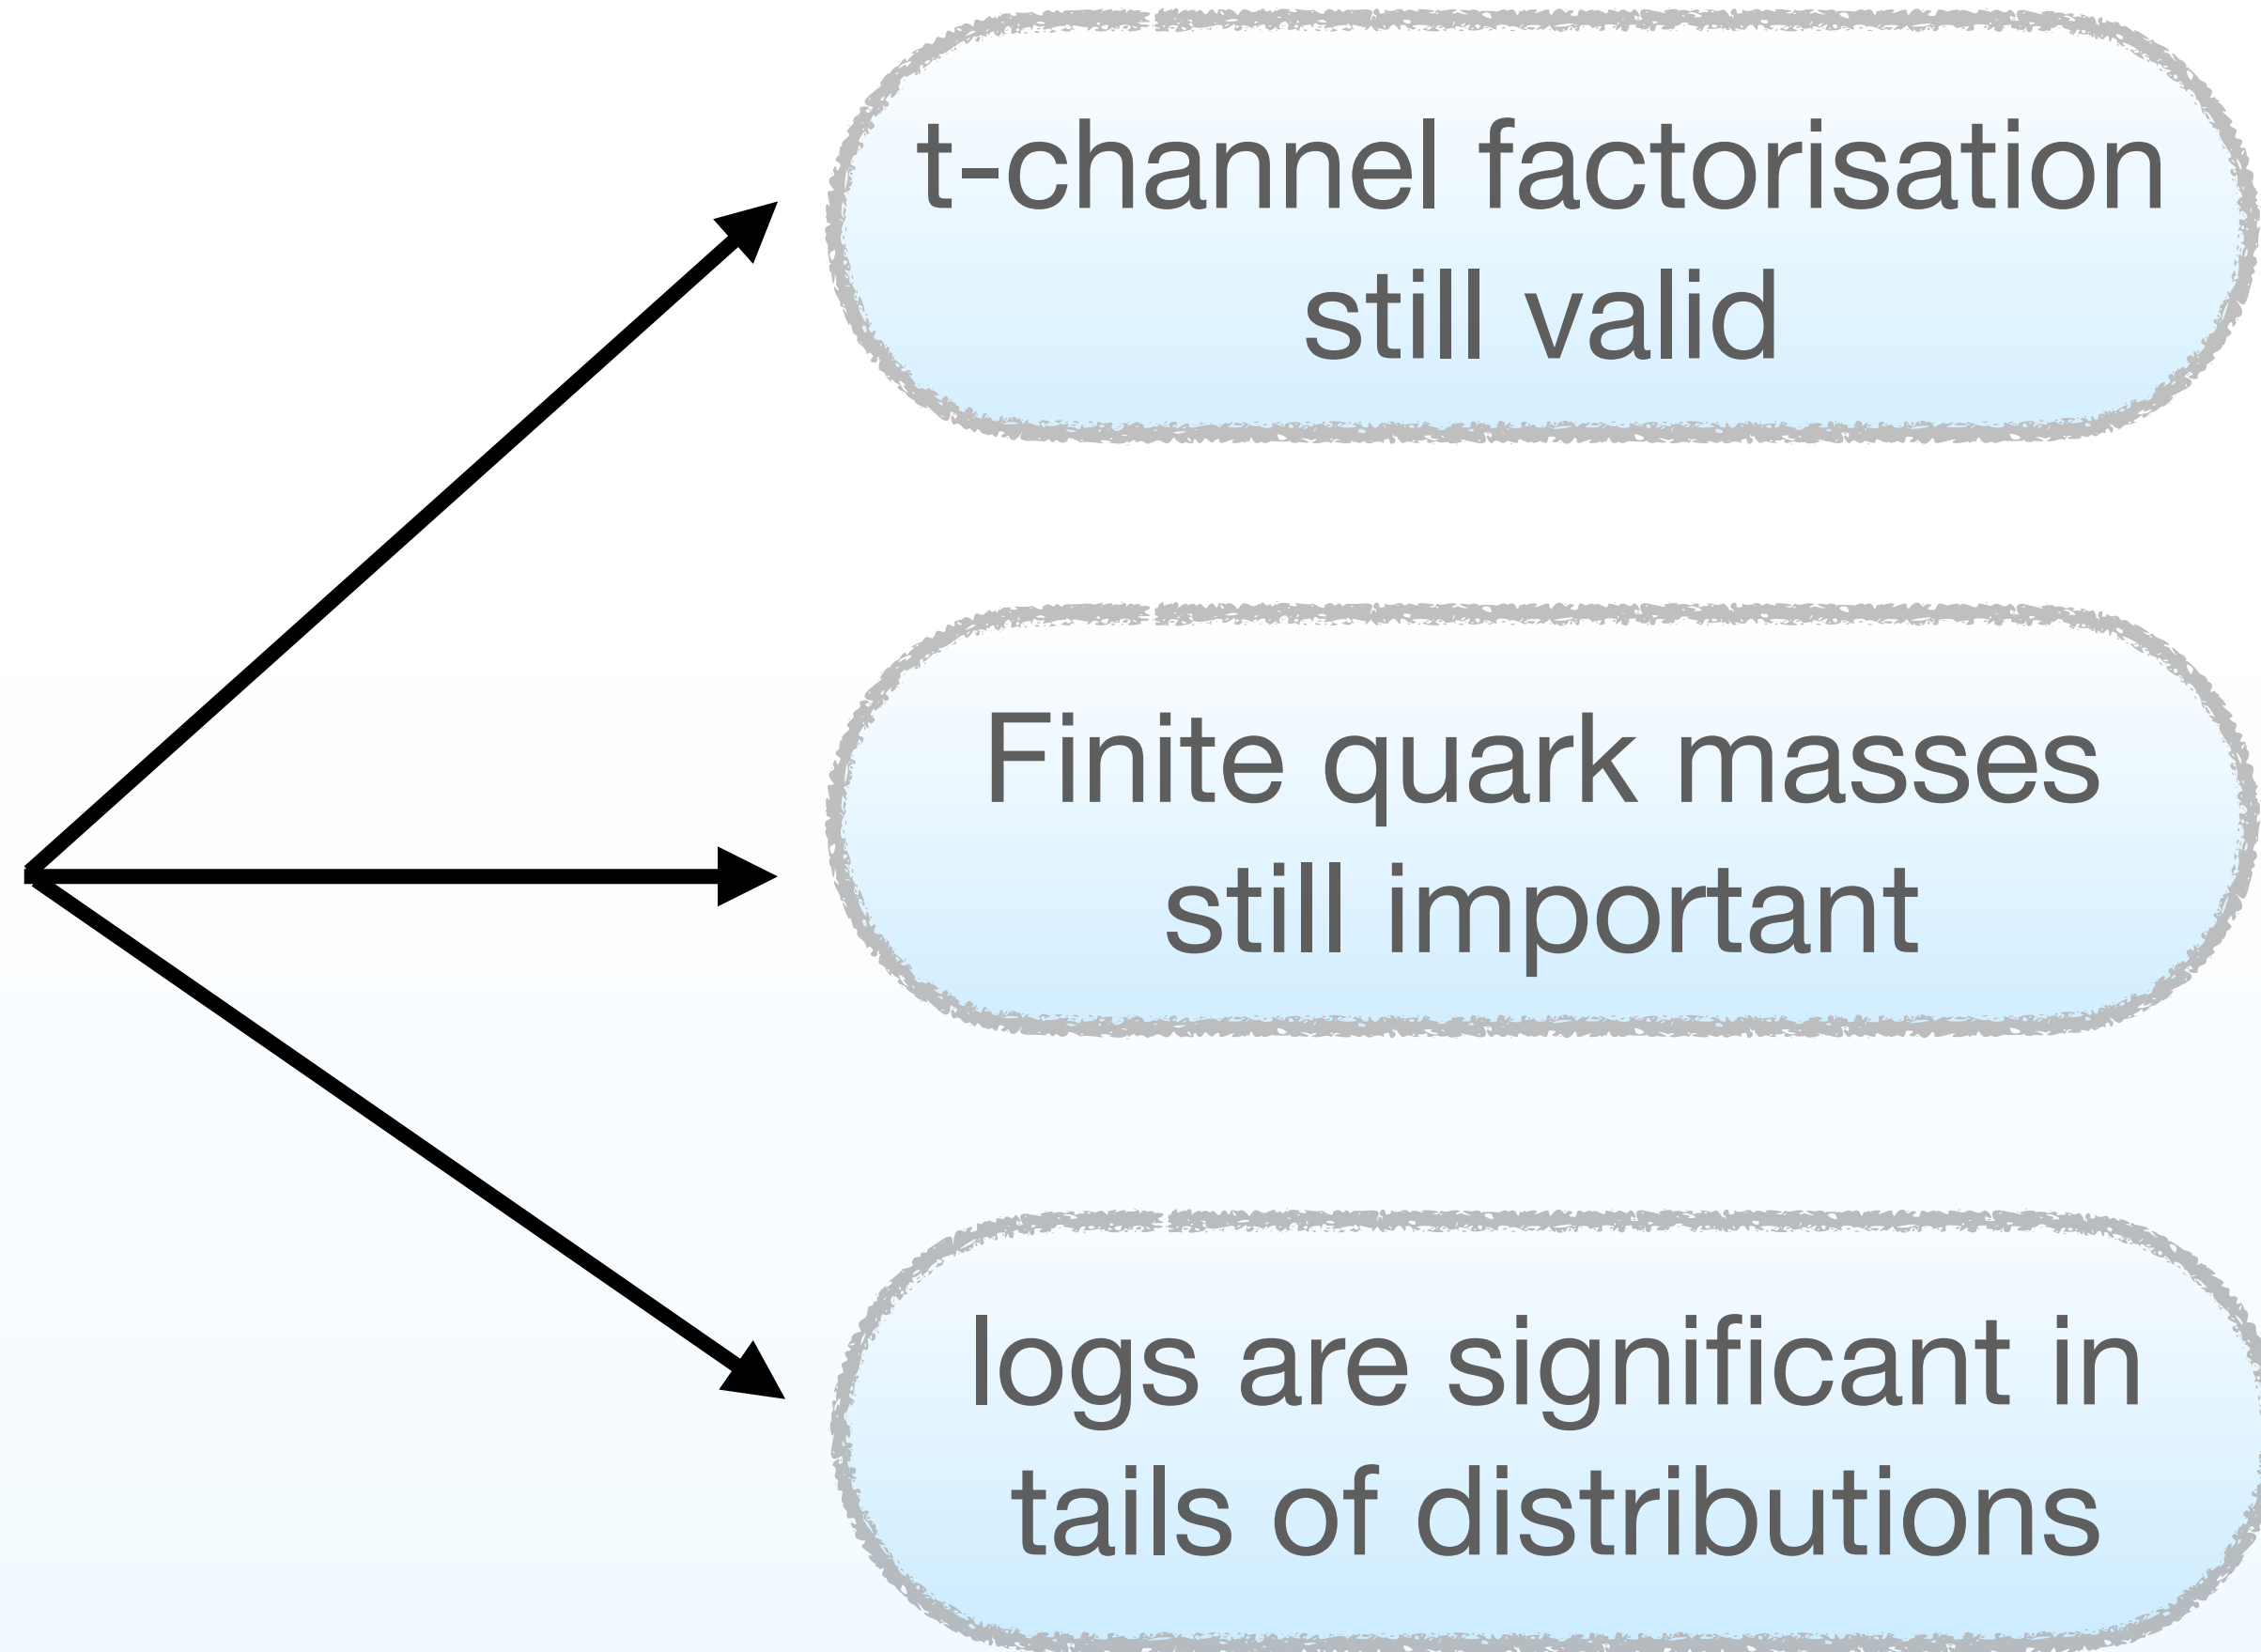 t-channel factorisation
still valid
Finite quark masses
still important
logs are significant in
tails of distributions